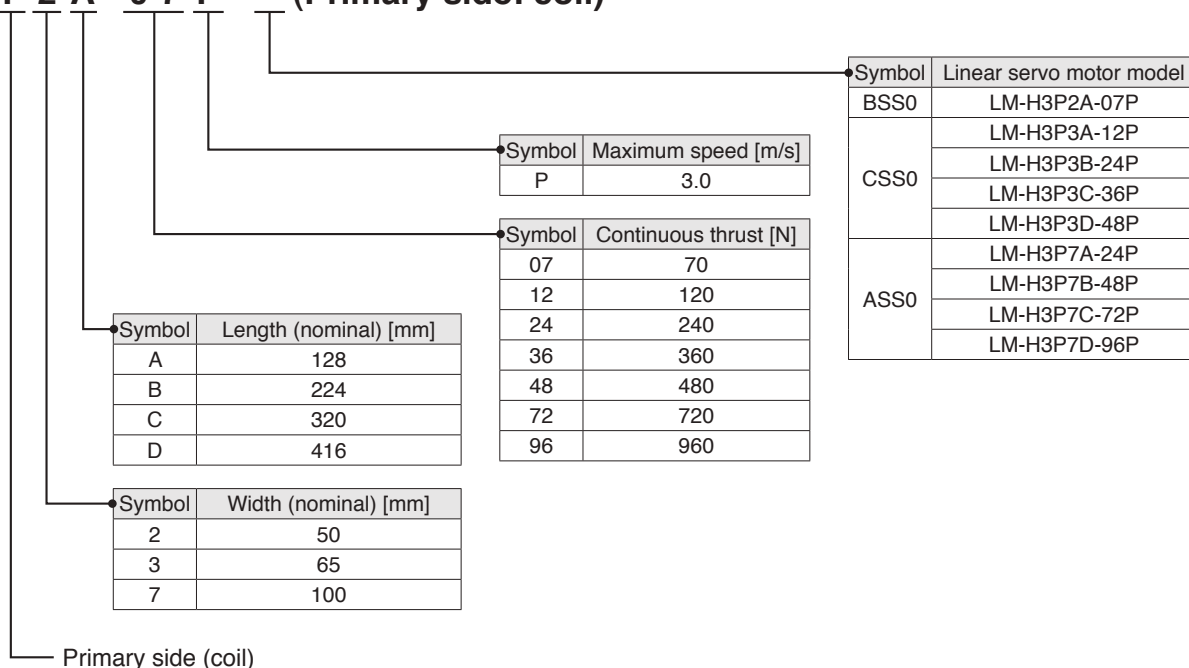 (Primary side: coil)
Symbol Linear servo motor model
BSS0 LM-H3P2A-07P
CSS0 LM-H3P3A-12P
LM-H3P3B-24P
LM-H3P3C-36P
LM-H3P3D-48P
ASS0 LM-H3P7A-24P
LM-H3P7B-48P
LM-H3P7C-72P
LM-H3P7D-96P
Symbol Maximum speed [m/s]
P 3.0
Symbol Continuous thrust [N]
07 70
12 120
24 240
36 360
48 480
72 720
96 960
Symbol Length (nominal) [mm]
A 128
B 224
C 320
D 416
Symbol Width (nominal) [mm]
2 50
3 65
7 100
Primary side (coil)